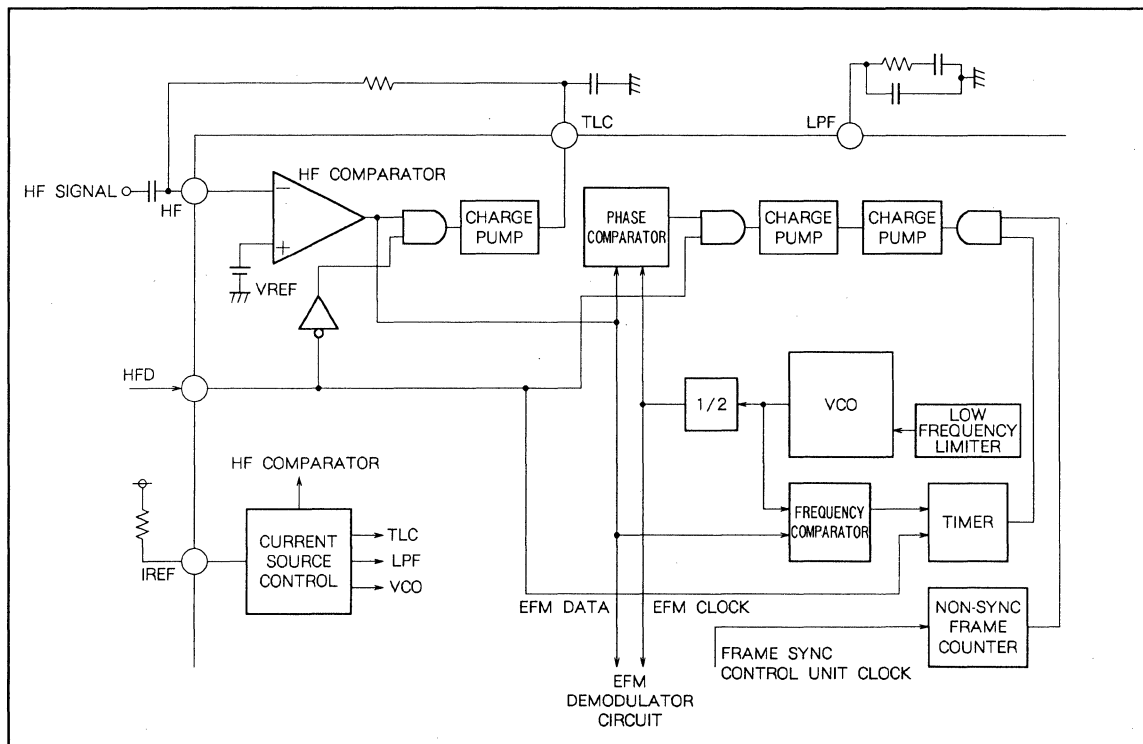 TLC
LPF
HF SIGNAL
HF
HF COMPARATOR
−
+
VREF
CHARGE
PUMP
PHASE
COMPARATOR
CHARGE
PUMP
CHARGE
PUMP
HFD
1/2
VCO
LOW
FREQUENCY
LIMITER
HF COMPARATOR
IREF
CURRENT
SOURCE
CONTROL
TLC
LPF
VCO
FREQUENCY
COMPARATOR
TIMER
EFM DATA
EFM CLOCK
NON-SYNC
FRAME
COUNTER
FRAME SYNC
CONTROL UNIT CLOCK
EFM
DEMODULATOR
CIRCUIT